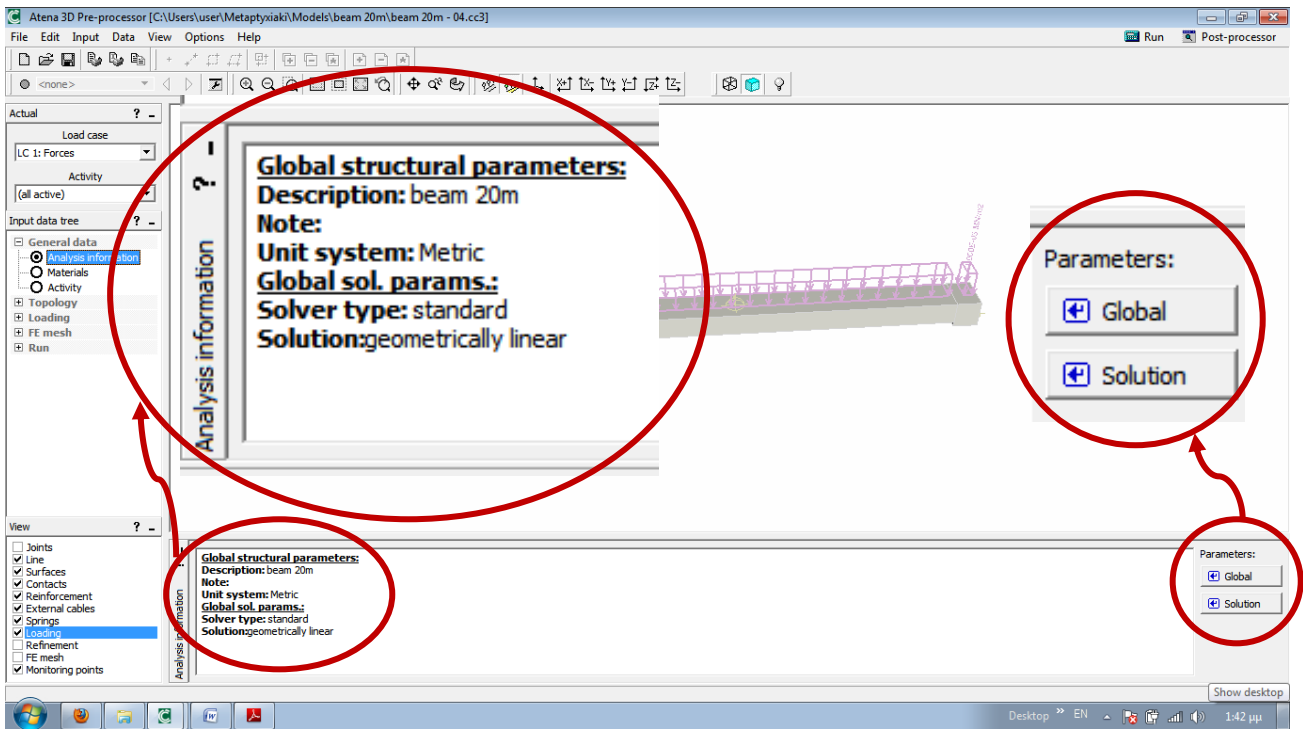 Atena 3D Pre-processor [C:\Users\user\Metaptyxiaki\Models\beam 20m\beam 20m - 04.cc3]
File Edit Input Data View Options Help
Run Post-processor
<none>
Actual ? -
Load case
LC 1: Forces
Activity
(all active)
Input data tree ? -
General data
Analysis information
Materials
Activity
Topology
Loading
FE mesh
Run
Analysis information ? -
Global structural parameters:
Description: beam 20m
Note:
Unit system: Metric
Global sol. params.:
Solver type: standard
Solution:geometrically linear
Parameters:
Global
Solution
View ? -
Joints
Line
Surfaces
Contacts
Reinforcement
External cables
Springs
Loading
Refinement
FE mesh
Monitoring points
Analysis information
Global structural parameters:
Description: beam 20m
Note:
Unit system: Metric
Global sol. params.:
Solver type: standard
Solution:geometrically linear
Parameters:
Global
Solution
Show desktop
Desktop » EN 1:42 μμ